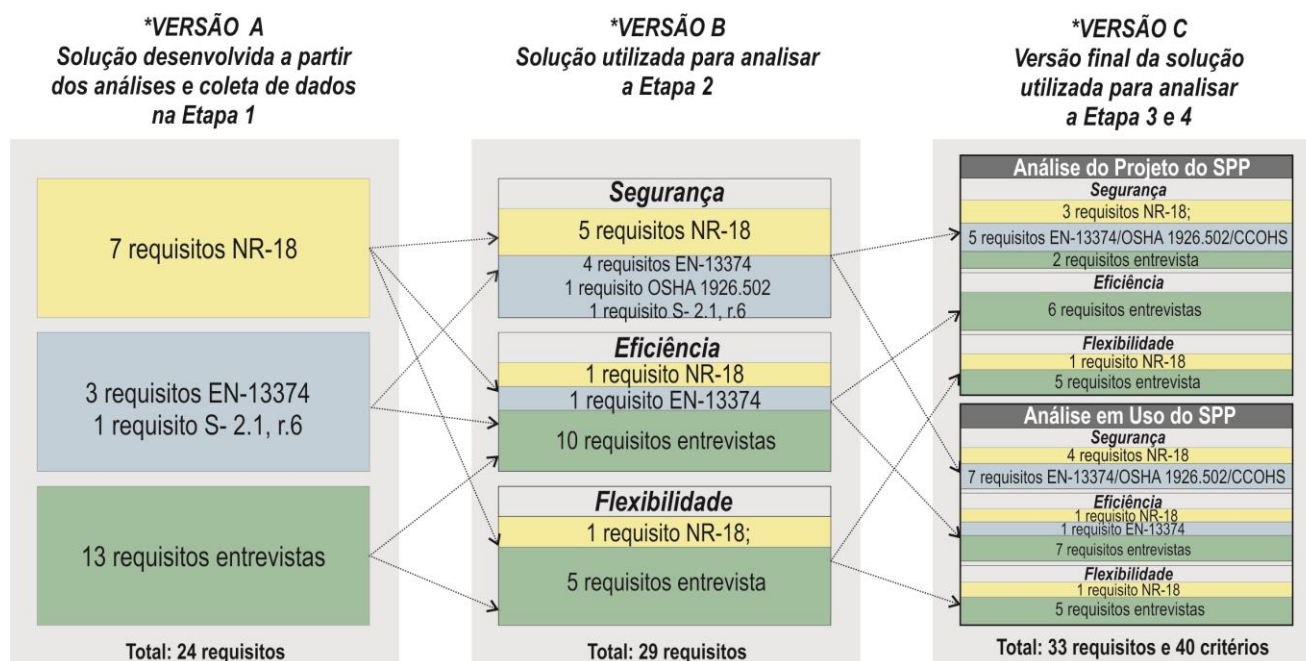 *VERSÃO A
Solução desenvolvida a partir
dos análises e coleta de dados
na Etapa 1
7 requisitos NR-18
3 requisitos EN-13374
1 requisito S- 2.1, r.6
13 requisitos entrevistas
Total: 24 requisitos
*VERSÃO B
Solução utilizada para analisar
a Etapa 2
Segurança
5 requisitos NR-18
4 requisitos EN-13374
1 requisito OSHA 1926.502
1 requisito S- 2.1, r.6
Eficiência
1 requisito NR-18
1 requisito EN-13374
10 requisitos entrevistas
Flexibilidade
1 requisito NR-18;
5 requisitos entrevista
Total: 29 requisitos
*VERSÃO C
Versão final da solução
utilizada para analisar
a Etapa 3 e 4
Análise do Projeto do SPP
Segurança
3 requisitos NR-18;
5 requisitos EN-13374/OSHA 1926.502/CCOHS
2 requisitos entrevista
Eficiência
6 requisitos entrevistas
Flexibilidade
1 requisito NR-18
5 requisitos entrevista
Análise em Uso do SPP
Segurança
4 requisitos NR-18
7 requisitos EN-13374/OSHA 1926.502/CCOHS
Eficiência
1 requisito NR-18
1 requisito EN-13374
7 requisitos entrevistas
Flexibilidade
1 requisito NR-18
5 requisitos entrevistas
Total: 33 requisitos e 40 critérios